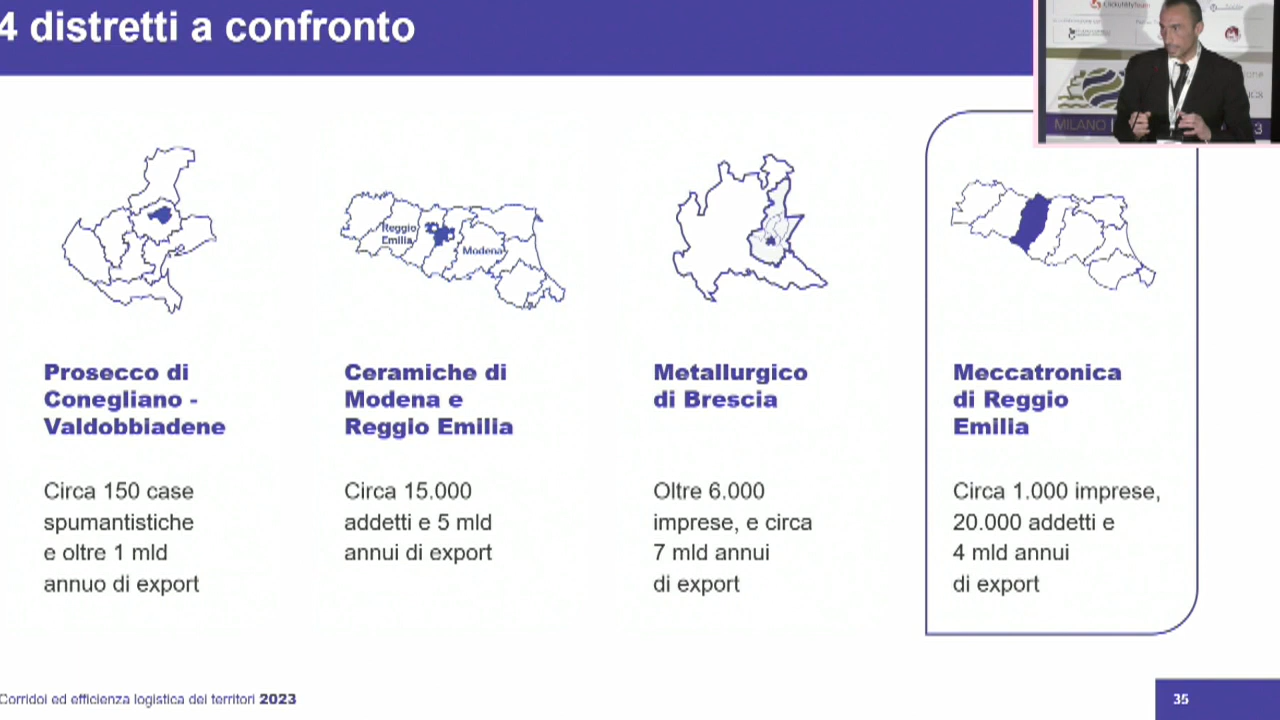 4 distretti a confronto
MILANO
Reggio
Emilia
Modena
Prosecco di
Conegliano -
Valdobbiadene
Circa 150 case
spumantistiche
e oltre 1 mld
annuo di export
Ceramiche di
Modena e
Reggio Emilia
Circa 15.000
addetti e 5 mld
annui di export
Metallurgico
di Brescia
Oltre 6.000
imprese, e circa
7 mld annui
di export
Meccatronica
di Reggio
Emilia
Circa 1.000 imprese,
20.000 addetti e
4 mld annui
di export
Corridoi ed efficienza logistica dei territori 2023
35